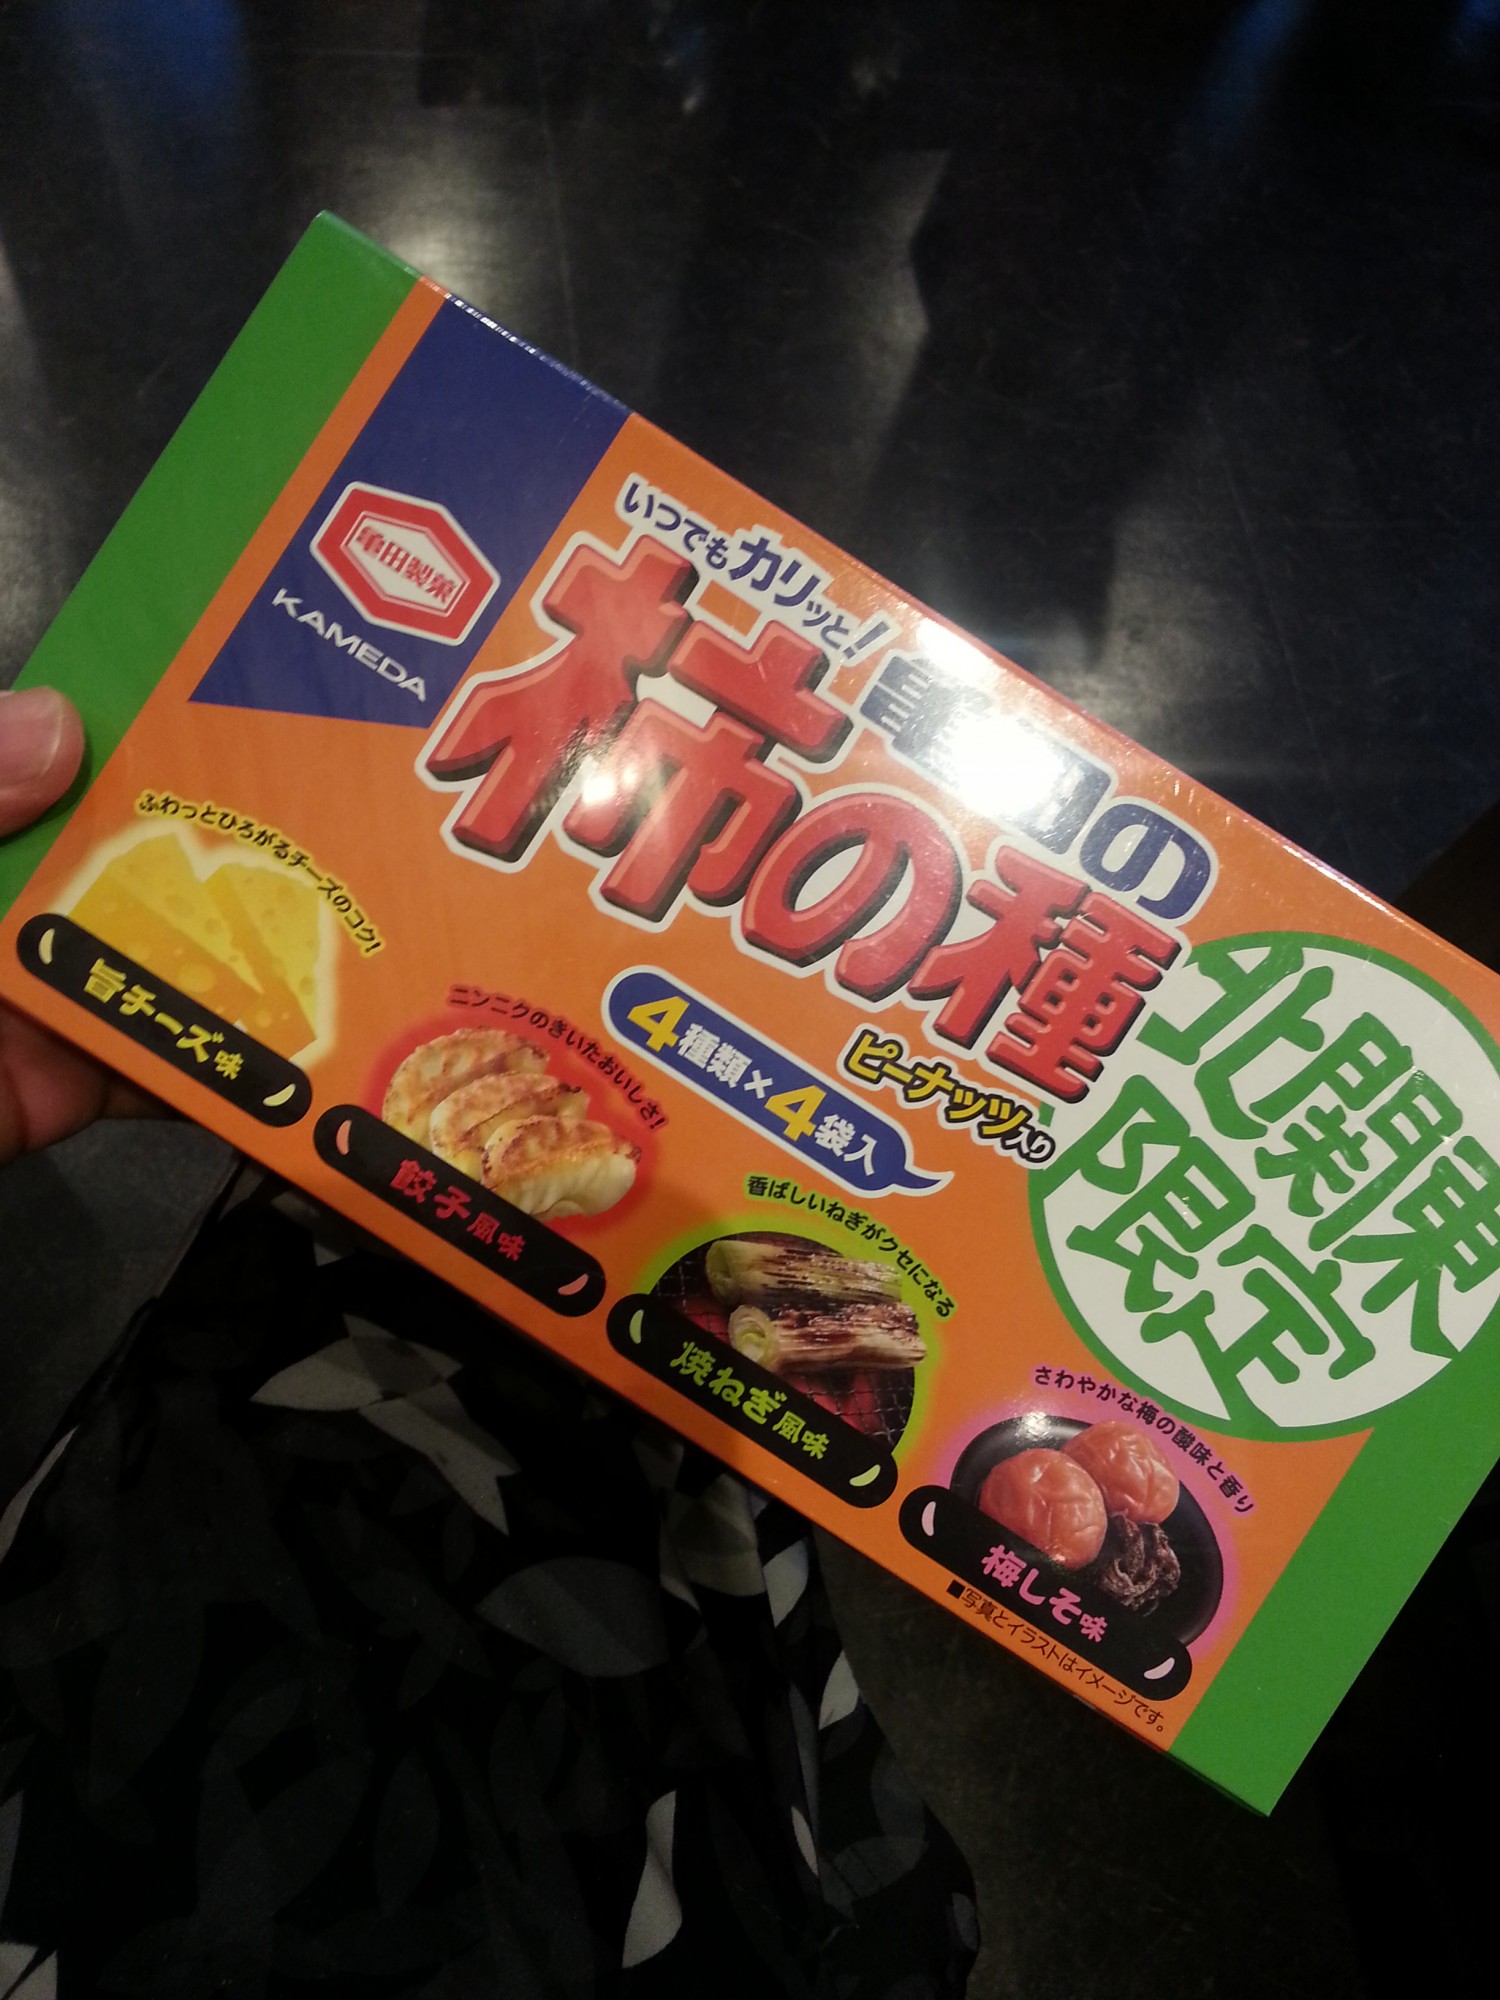 亀田製菓
KAMEDA
いつでもカリッと!
の
柿の種
ピーナッツ入り
4種類×4袋入
北関東
限定
ふわっとひろがるチーズのコク!
旨チーズ味
ニンニクのきいたおいしさ!
餃子風味
香ばしいねぎがクセになる
焼ねぎ風味
さわやかな梅の酸味と香り
梅しそ味
■写真とイラストはイメージです。